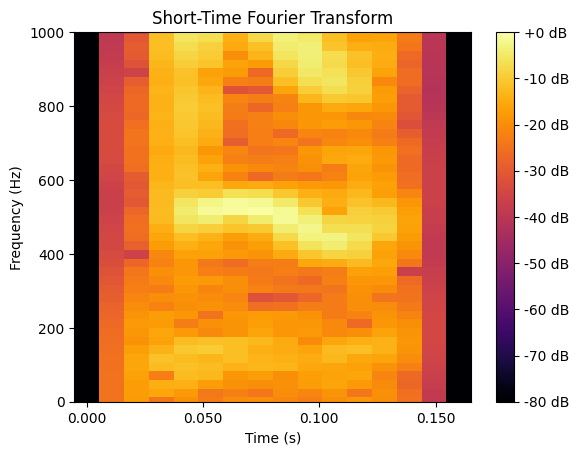 Short-Time Fourier Transform
Frequency (Hz)
1000
800
600
400
200
0
0.000
0.050
0.100
0.150
Time (s)
+0 dB
-10 dB
-20 dB
-30 dB
-40 dB
-50 dB
-60 dB
-70 dB
-80 dB